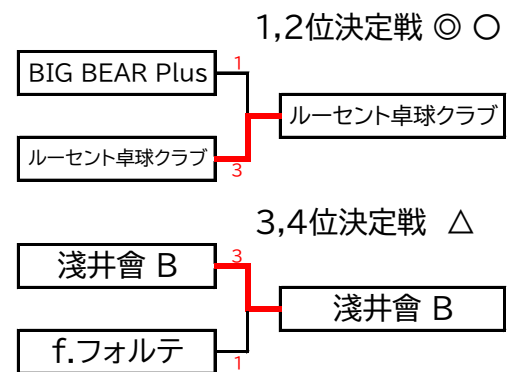 1,2位決定戦 ◎ ○
BIG BEAR Plus
1
ルーセント卓球クラブ
ルーセント卓球クラブ
3
3,4位決定戦 △
淺井會 B
3
淺井會 B
f.フォルテ
1